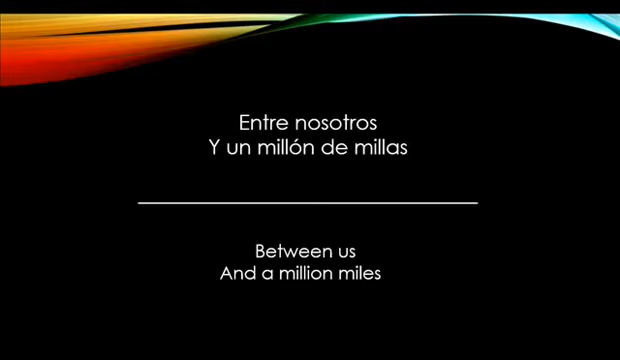 Entre nosotros
Y un millón de millas
Between us
And a million miles